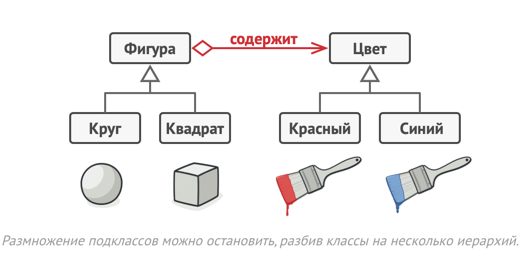 содержит
Фигура
Цвет
Круг
Квадрат
Красный
Синий
Размножение подклассов можно остановить, разбив классы на несколько иерархий.